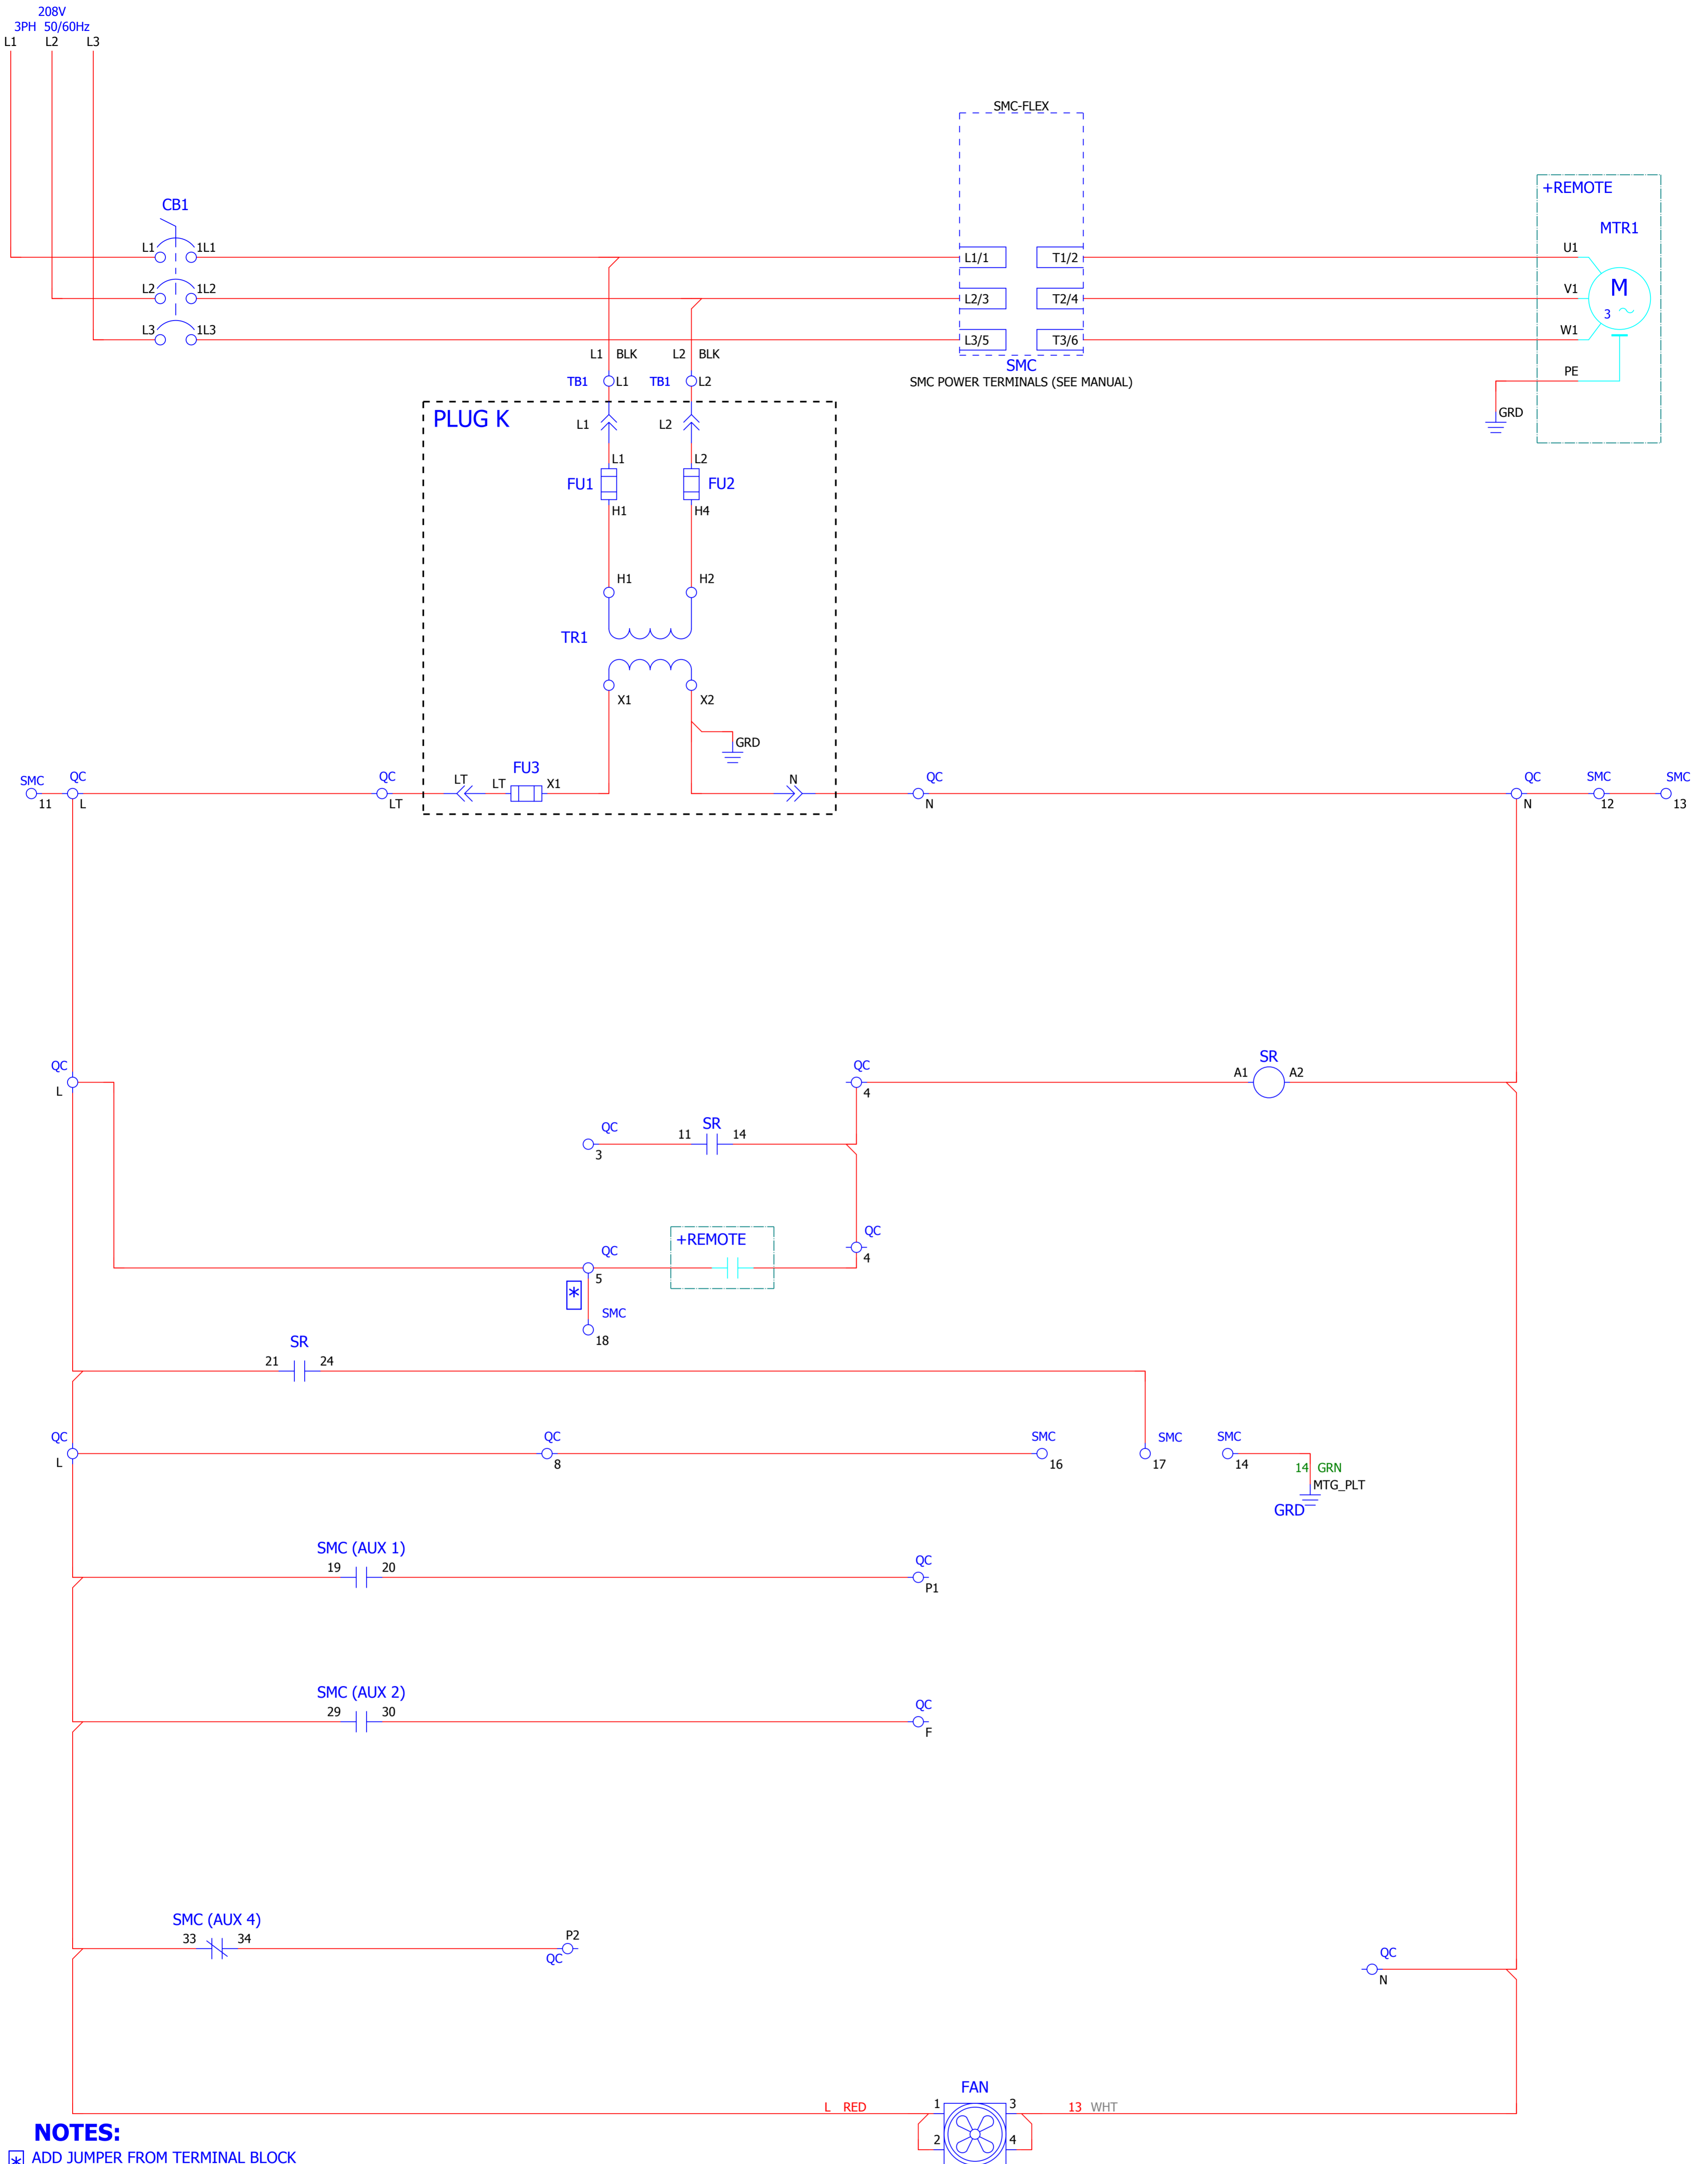 208V
3PH 50/60Hz
L1 L2 L3
SMC-FLEX
+REMOTE
CB1
MTR1
L1 1L1 L1/1 T1/2 U1
L2 1L2 L2/3 T2/4 V1
M
3
L3 1L3 L3/5 T3/6 W1
L1 BLK L2 BLK
SMC
SMC POWER TERMINALS (SEE MANUAL)
PE
TB1 L1 TB1 L2
GRD
PLUG K
L1 L2
L1 L2
FU1 FU2
H1 H4
H1 H2
TR1
X1 X2
GRD
SMC QC QC LT LT FU3 X1 N QC QC SMC SMC
11 L LT N N 12 13
QC QC SR
L 4 A1 A2
QC 11 SR 14
3
QC
4
+REMOTE
QC
5
*
SMC
18
SR
21 24
QC QC SMC SMC SMC
L 8 16 17 14
14 GRN
MTG_PLT
GRD
SMC (AUX 1)
19 20 QC
P1
SMC (AUX 2)
29 30 QC
F
SMC (AUX 4)
33 34 P2
QC
QC
N
FAN
L RED 1 3 13 WHT
2 4
NOTES:
* ADD JUMPER FROM TERMINAL BLOCK